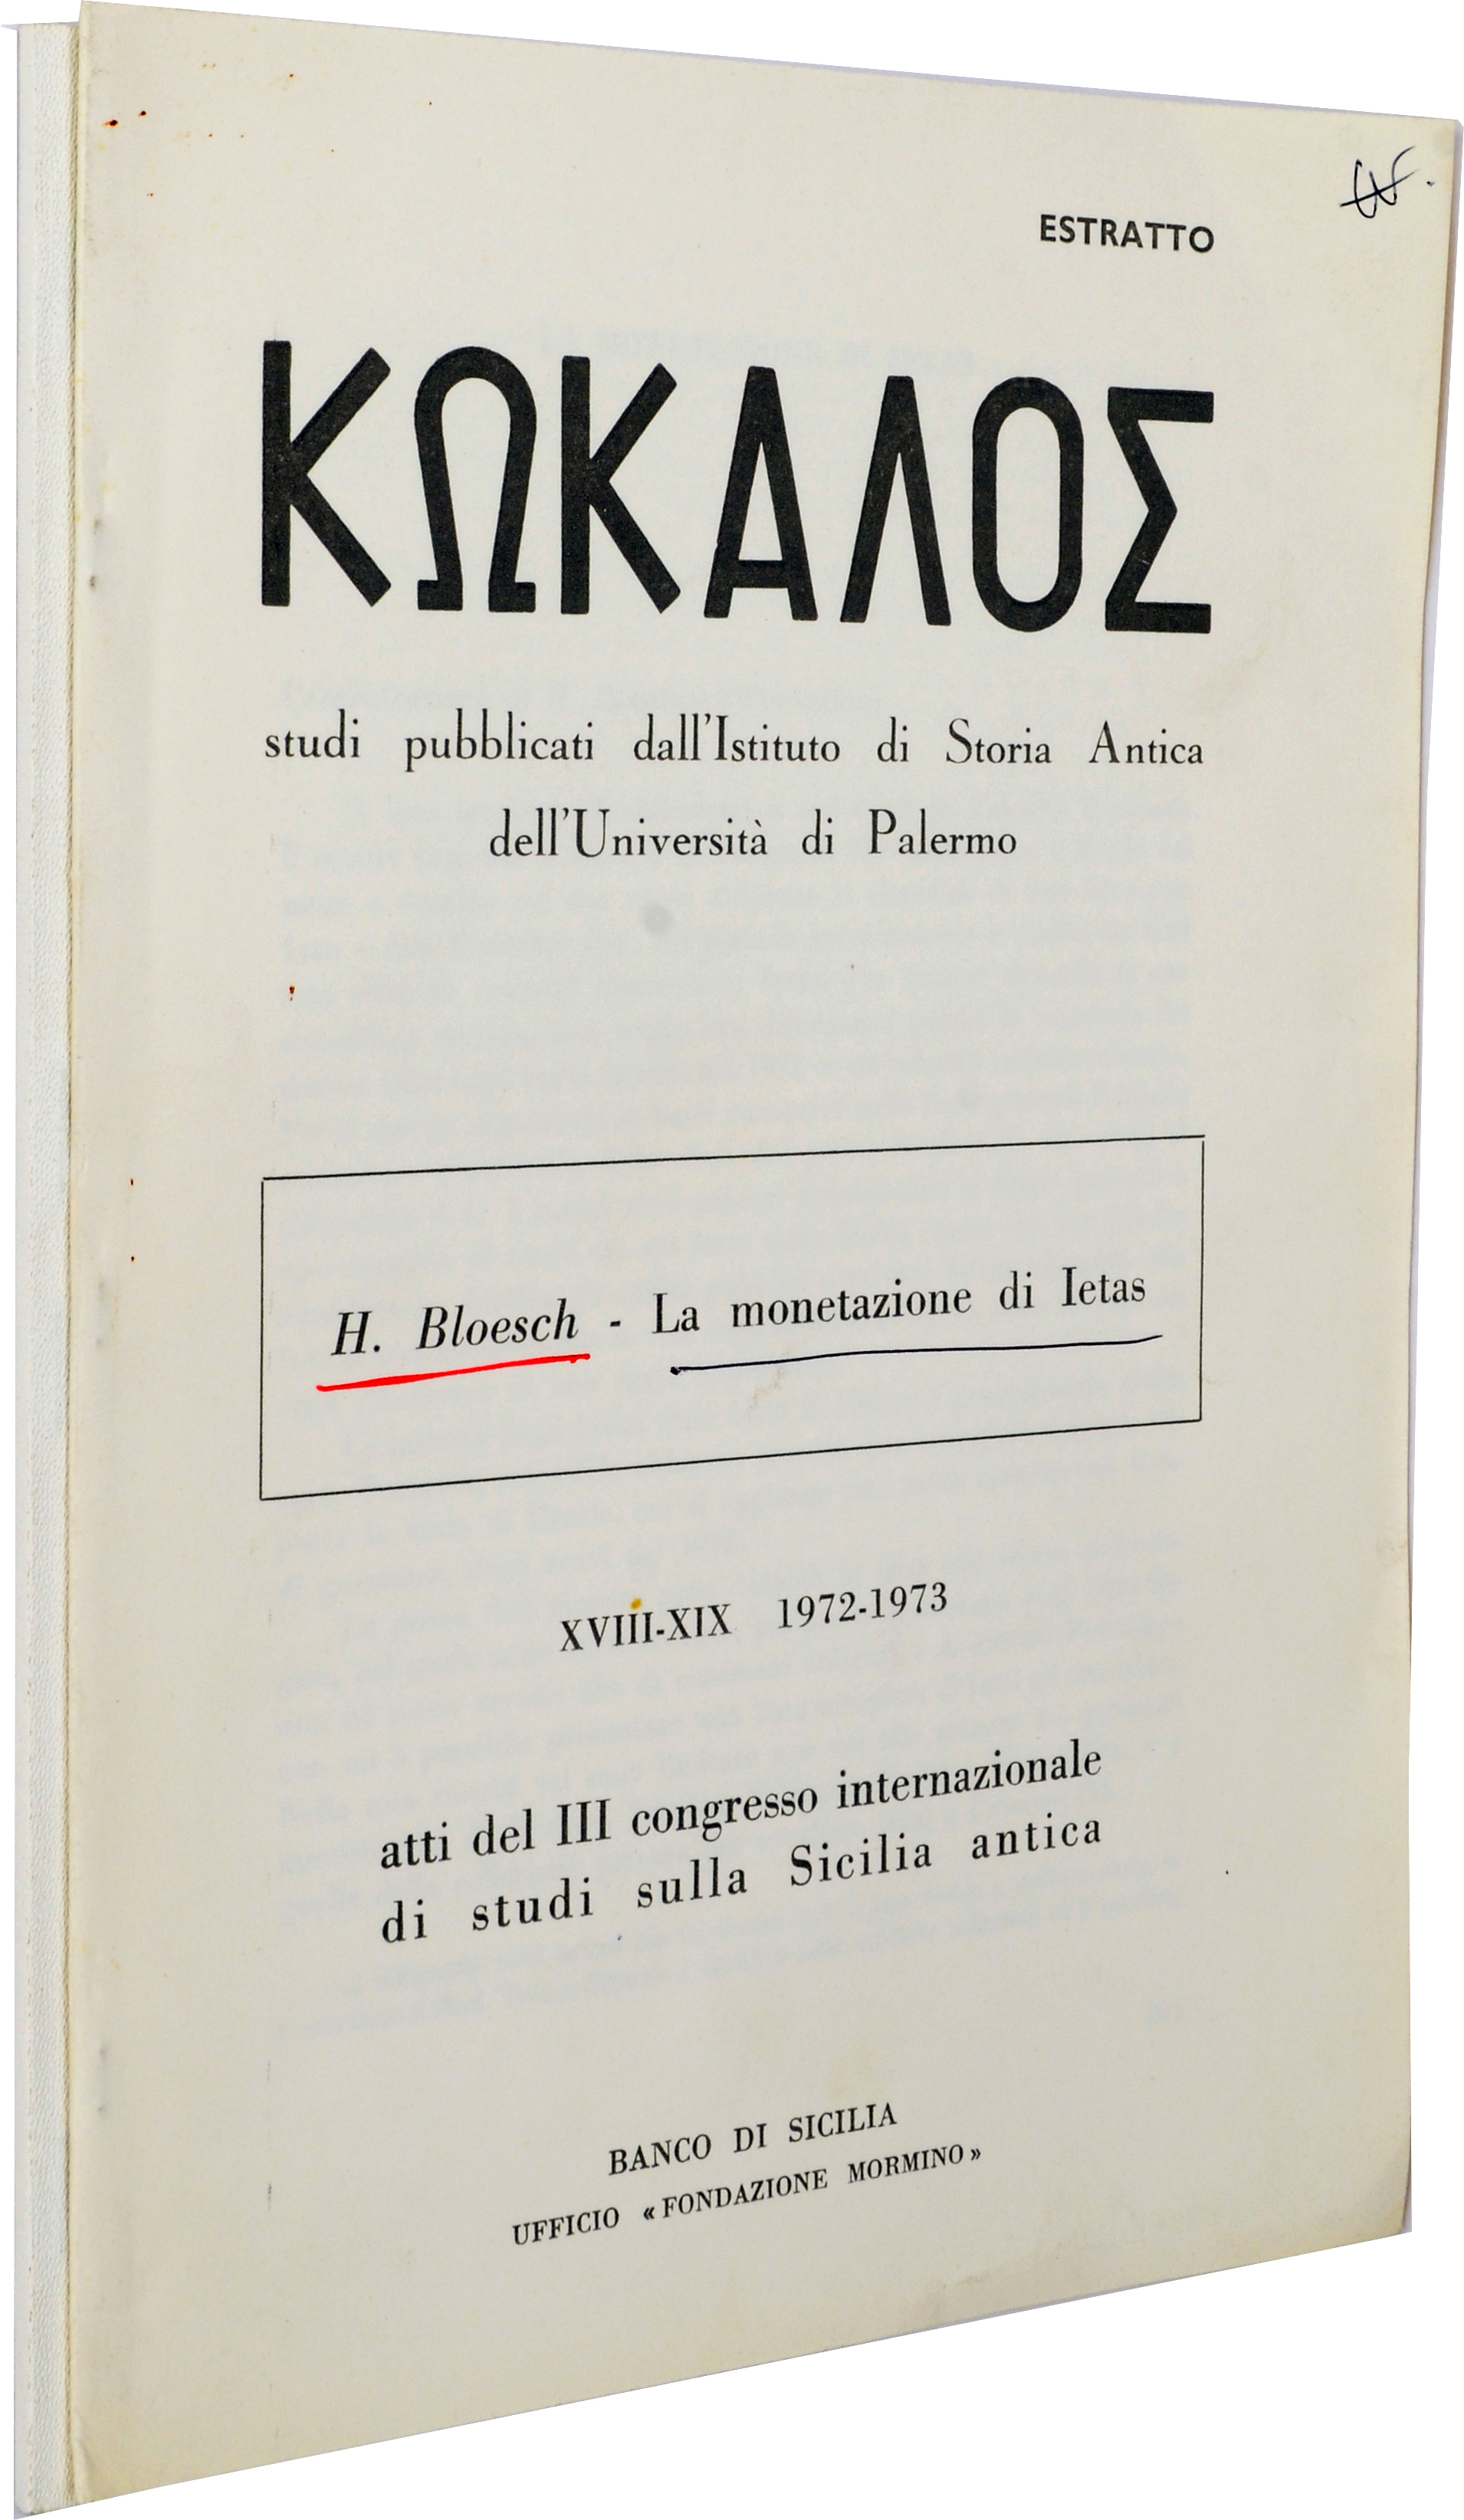 ESTRATTO
ΚΩΚΑΛΟΣ
studi pubblicati dall'Istituto di Storia Antica
dell'Università di Palermo
H. Bloesch - La monetazione di Ietas
XVIII-XIX 1972-1973
atti del III congresso internazionale
di studi sulla Sicilia antica
BANCO DI SICILIA
UFFICIO « FONDAZIONE MORMINO »